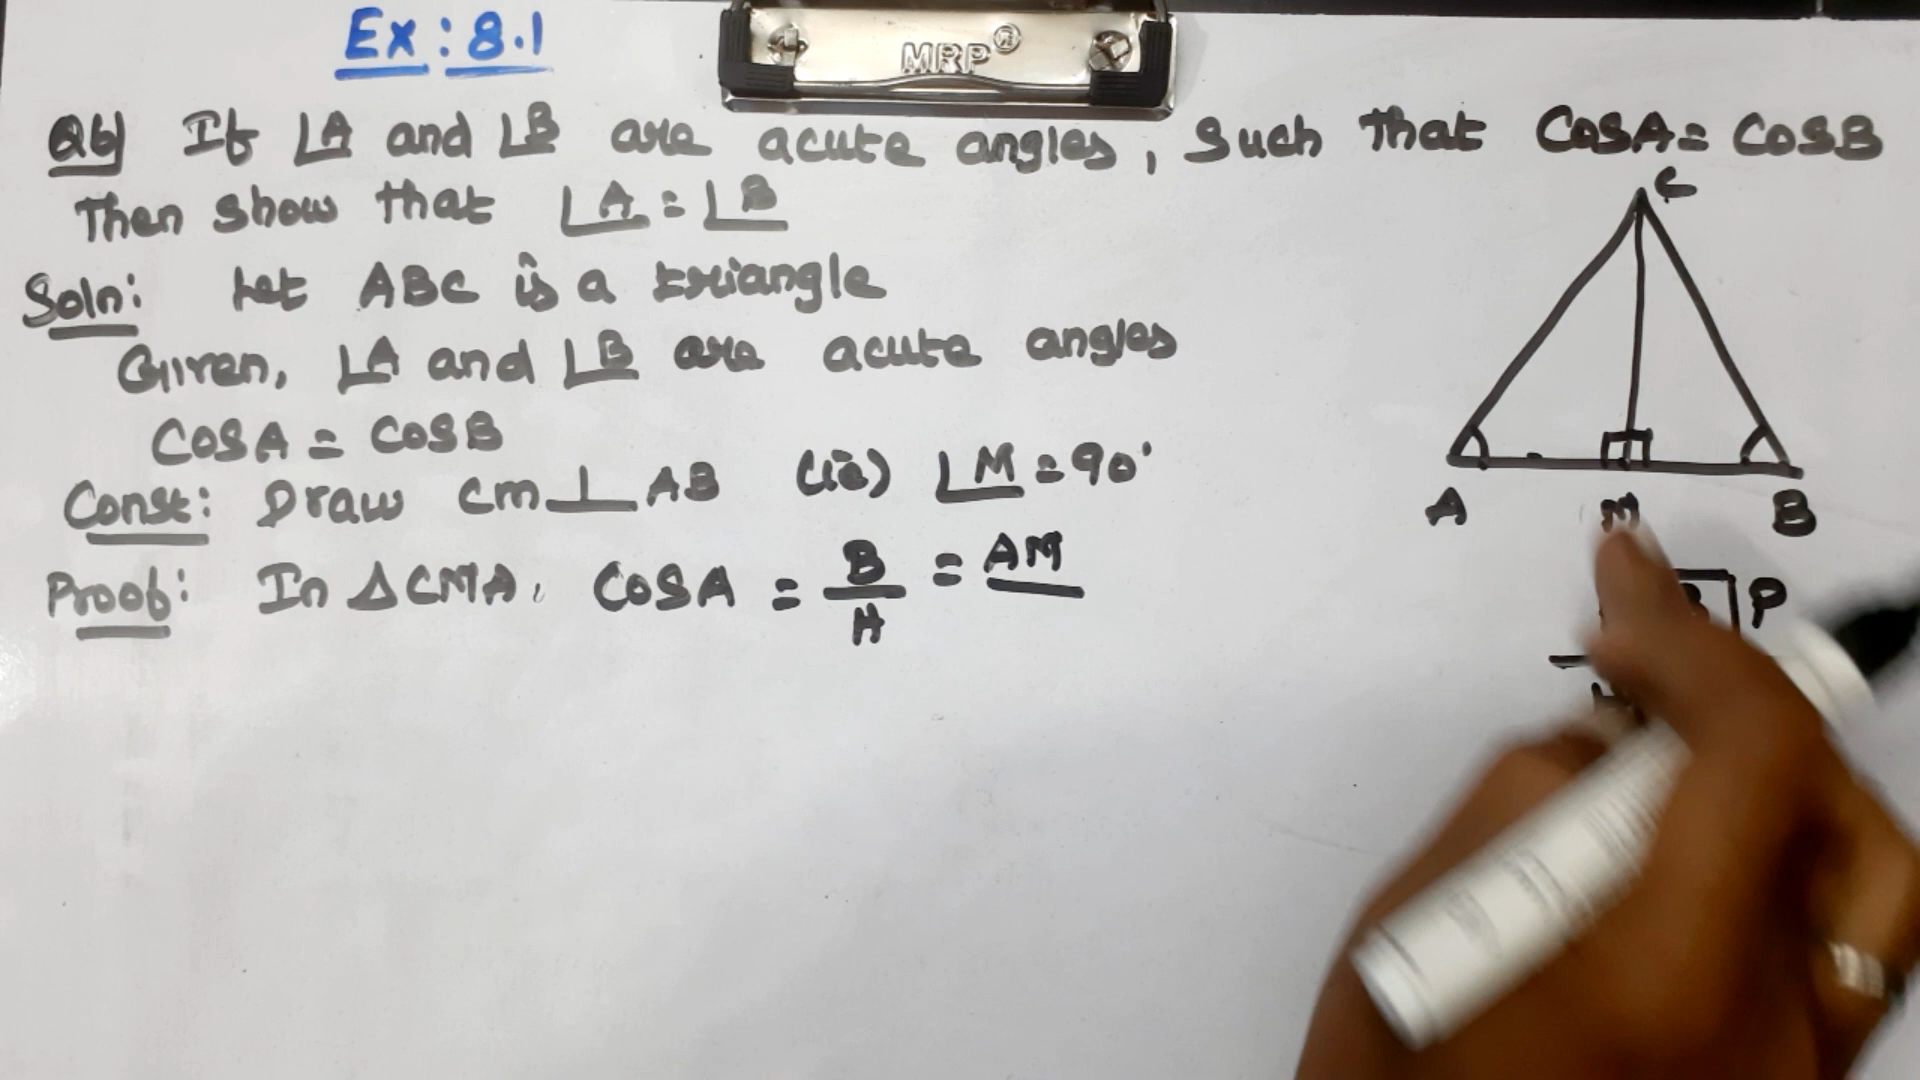 Ex: 8.1
MRP®
Q6) If ∠A and ∠B are acute angles, Such that COSA = COSB
Then Show that ∠A = ∠B
Soln: Let ABC is a triangle
Given, ∠A and ∠B are acute angles
COSA = COSB
Const: Draw CM ⊥ AB (ie) ∠M = 90°
Proof: In ΔCMA, COSA = B/H = AM
C
A M B
P